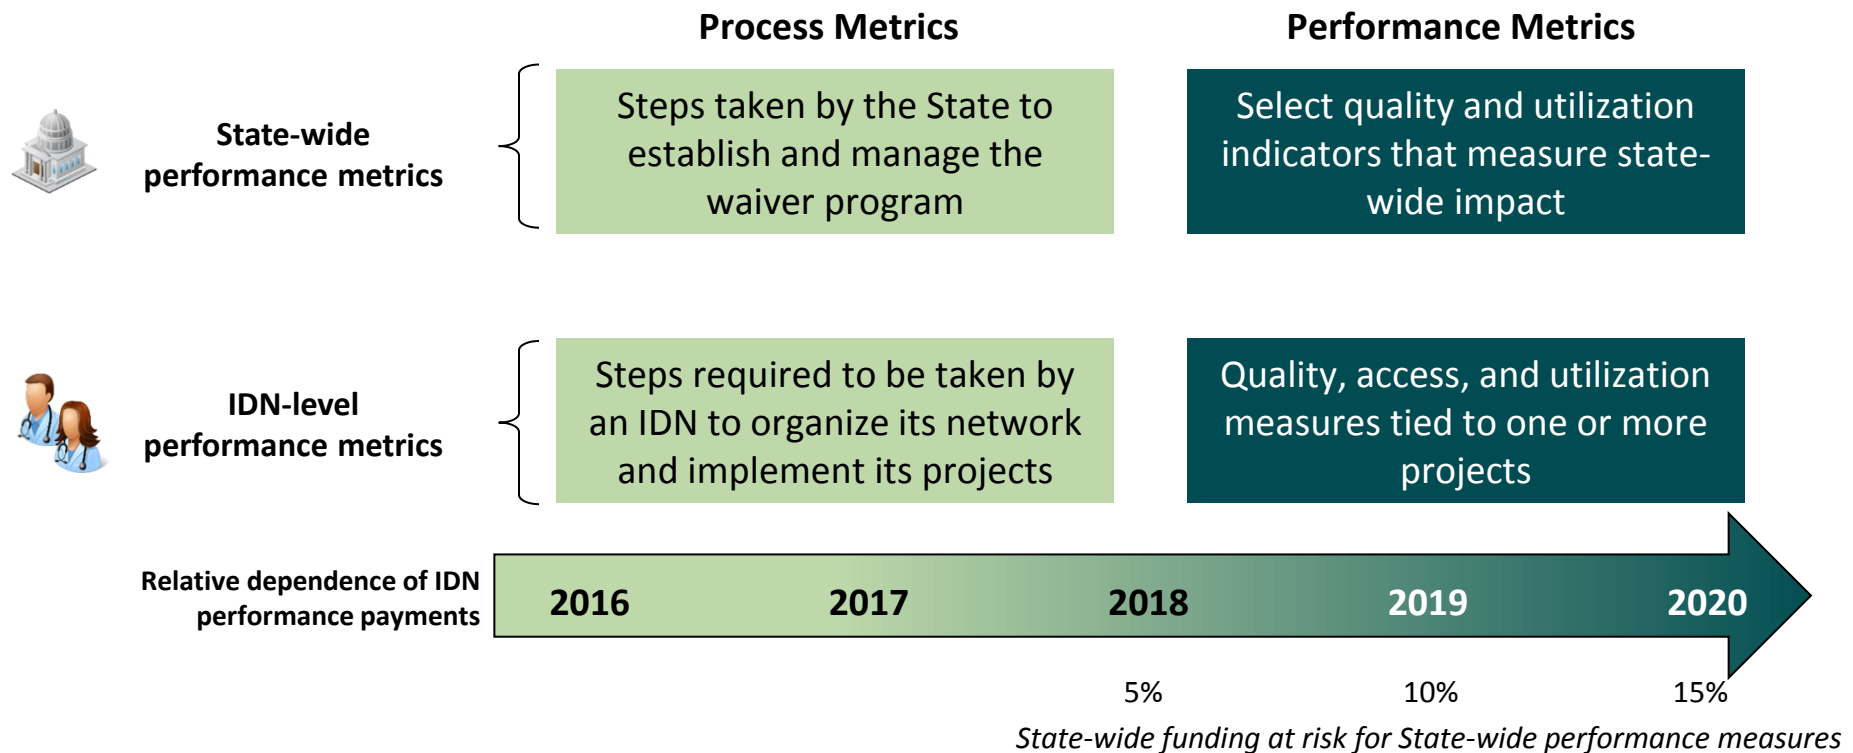 Process Metrics
Performance Metrics
State-wide
performance metrics
Steps taken by the State to
establish and manage the
waiver program
Select quality and utilization
indicators that measure state-
wide impact
IDN-level
performance metrics
Steps required to be taken by
an IDN to organize its network
and implement its projects
Quality, access, and utilization
measures tied to one or more
projects
Relative dependence of IDN
performance payments
2016
2017
2018
2019
2020
5%
10%
15%
State-wide funding at risk for State-wide performance measures